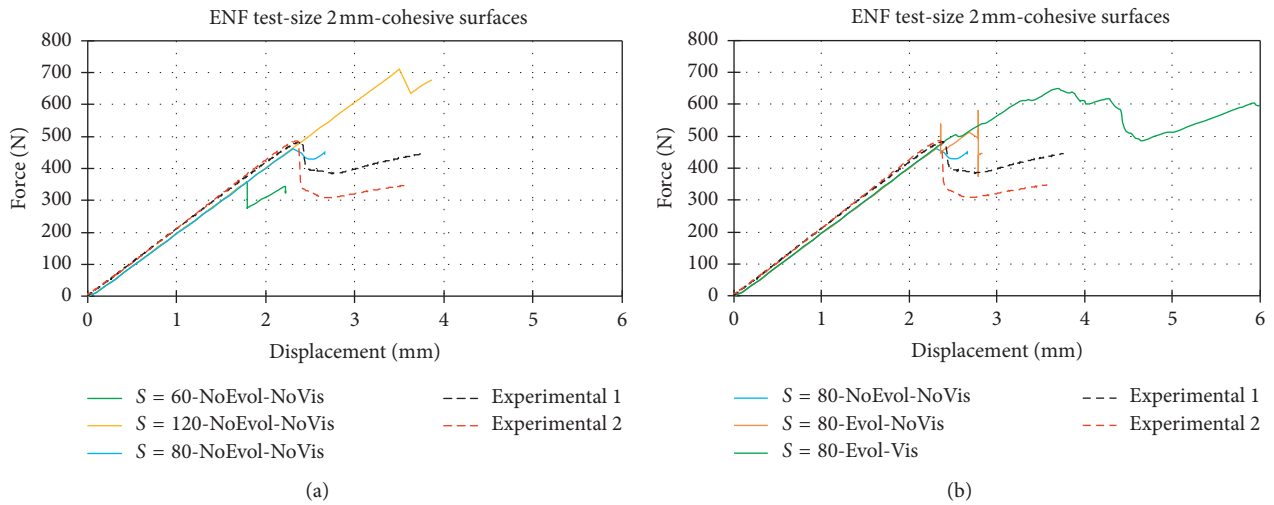 ENF test-size 2 mm-cohesive surfaces
800
700
600
500
400
300
200
100
0
Force (N)
0 1 2 3 4 5 6
Displacement (mm)
S = 60-NoEvol-NoVis
S = 120-NoEvol-NoVis
S = 80-NoEvol-NoVis
Experimental 1
Experimental 2
(a)
ENF test-size 2 mm-cohesive surfaces
800
700
600
500
400
300
200
100
0
Force (N)
0 1 2 3 4 5 6
Displacement (mm)
S = 80-NoEvol-NoVis
S = 80-Evol-NoVis
S = 80-Evol-Vis
Experimental 1
Experimental 2
(b)